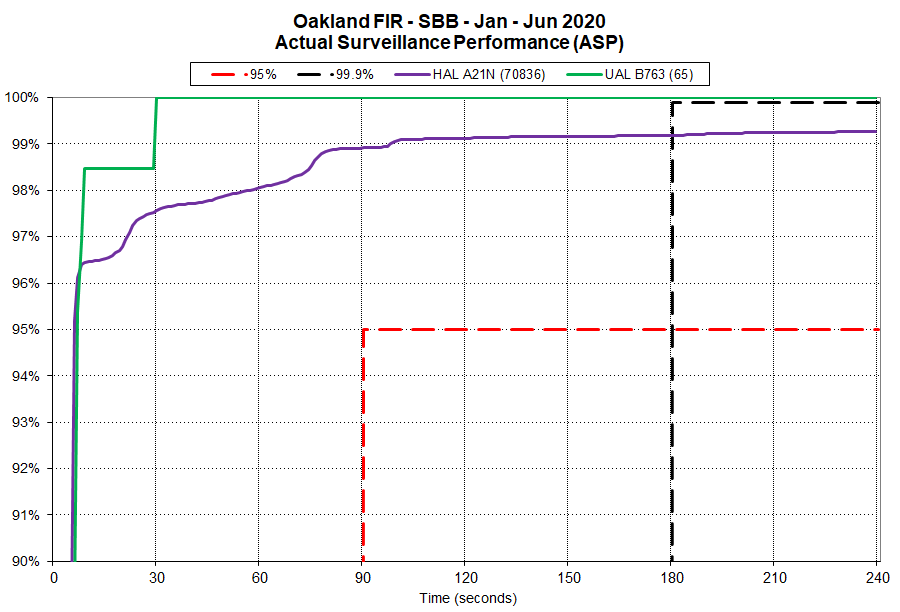 Oakland FIR - SBB - Jan - Jun 2020
Actual Surveillance Performance (ASP)
95% 99.9% HAL A21N (70836) UAL B763 (65)
100%
99%
98%
97%
96%
95%
94%
93%
92%
91%
90%
0 30 60 90 120 150 180 210 240
Time (seconds)